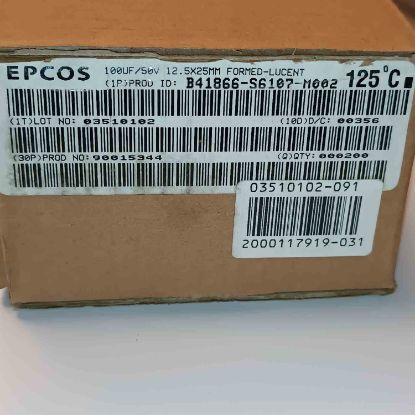 EPCOS 100UF/50V 12.5X25MM FORMED-LUCENT
(1P)PROD ID: B41866-S6107-M002 125°C
(1T)LOT NO: 03510102 (10D)D/C: 00356
(30P)PROD NO: 90015344 (Q)QTY: 000200
03510102-091
2000117919-031